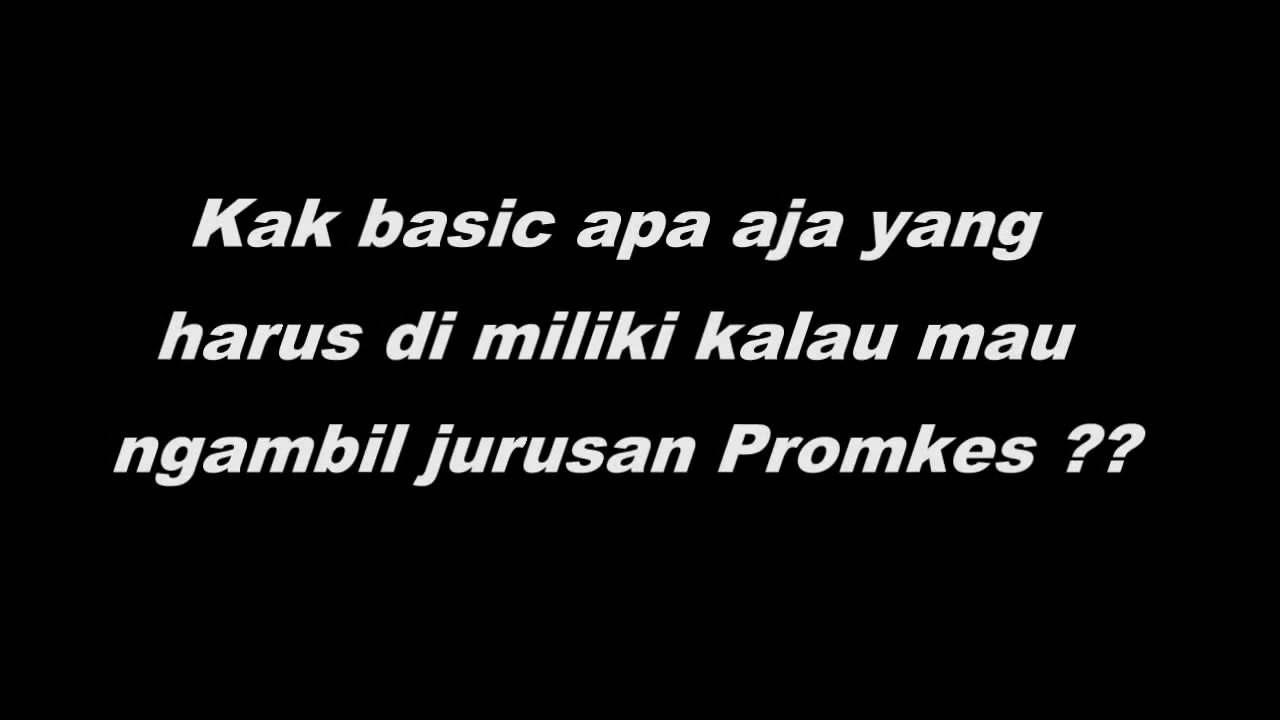 Kak basic apa aja yang
harus di miliki kalau mau
ngambil jurusan Promkes ??